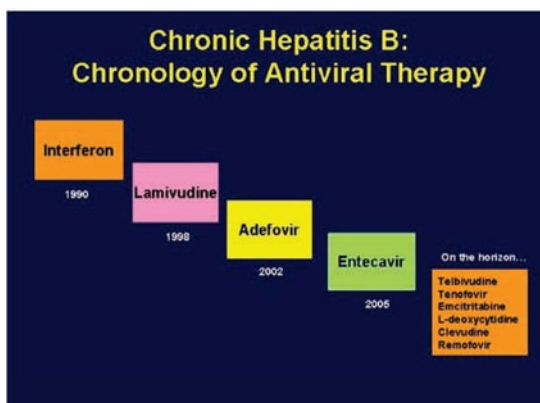 Chronic Hepatitis B:
Chronology of Antiviral Therapy
Interferon
1990
Lamivudine
1998
Adefovir
2002
Entecavir
2005
On the horizon...
Telbivudine
Tenofovir
Emcitritabine
L-deoxycytidine
Clevudine
Remofovir